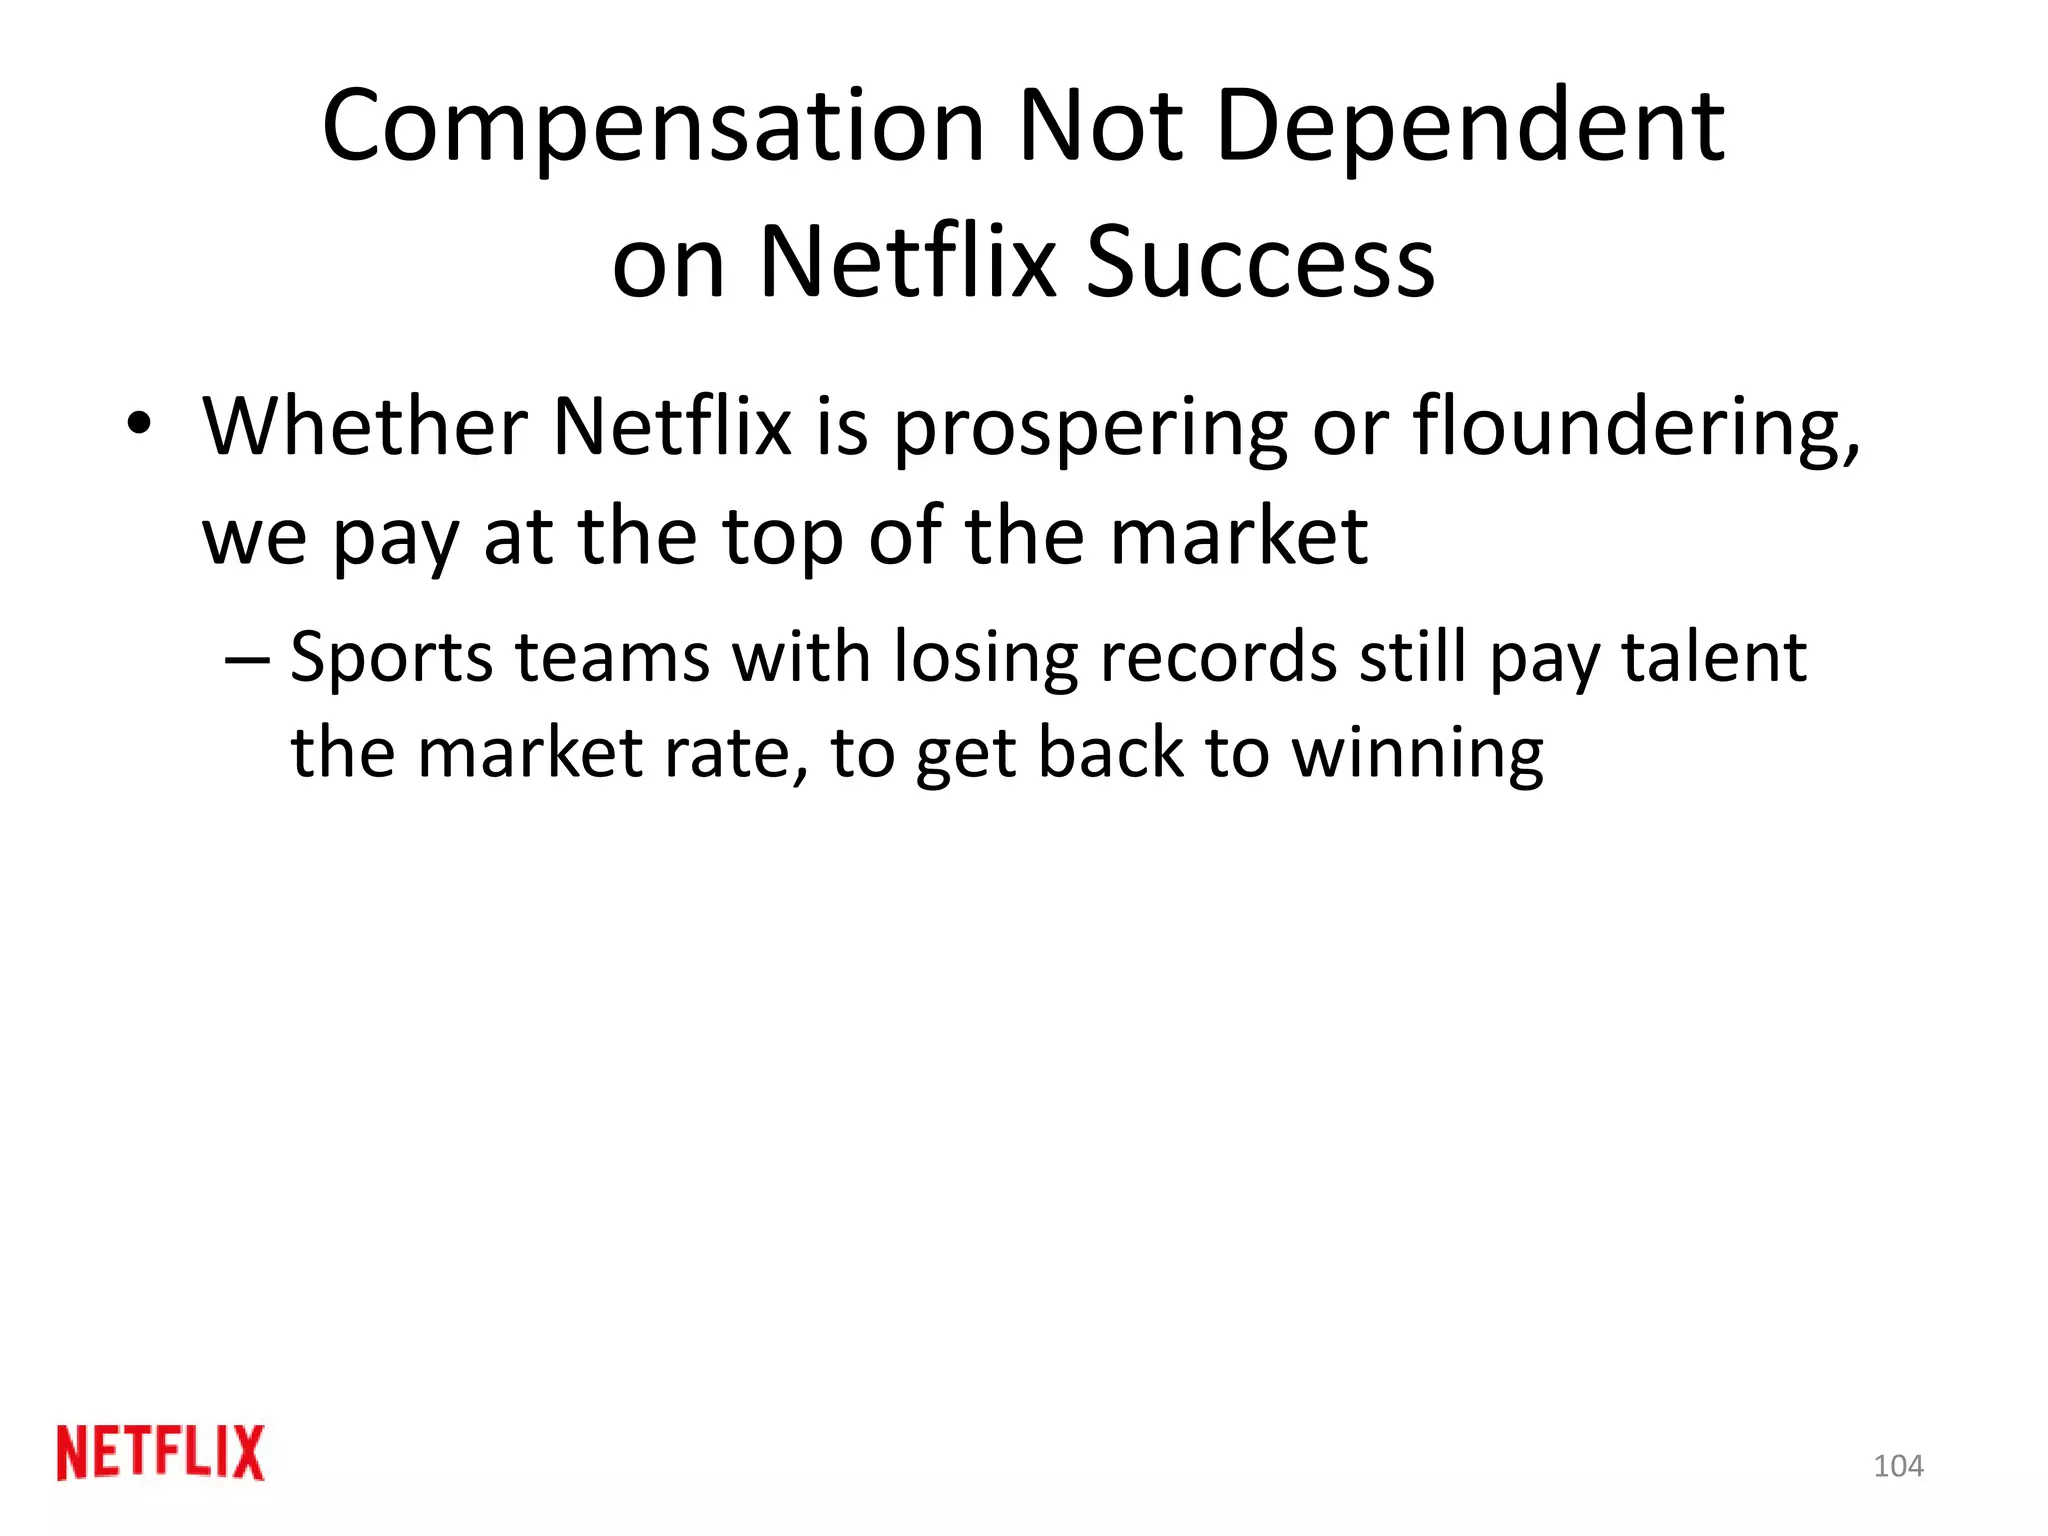 Compensation Not Dependent
on Netflix Success
• Whether Netflix is prospering or floundering,
we pay at the top of the market
– Sports teams with losing records still pay talent
the market rate, to get back to winning
NETFLIX
104